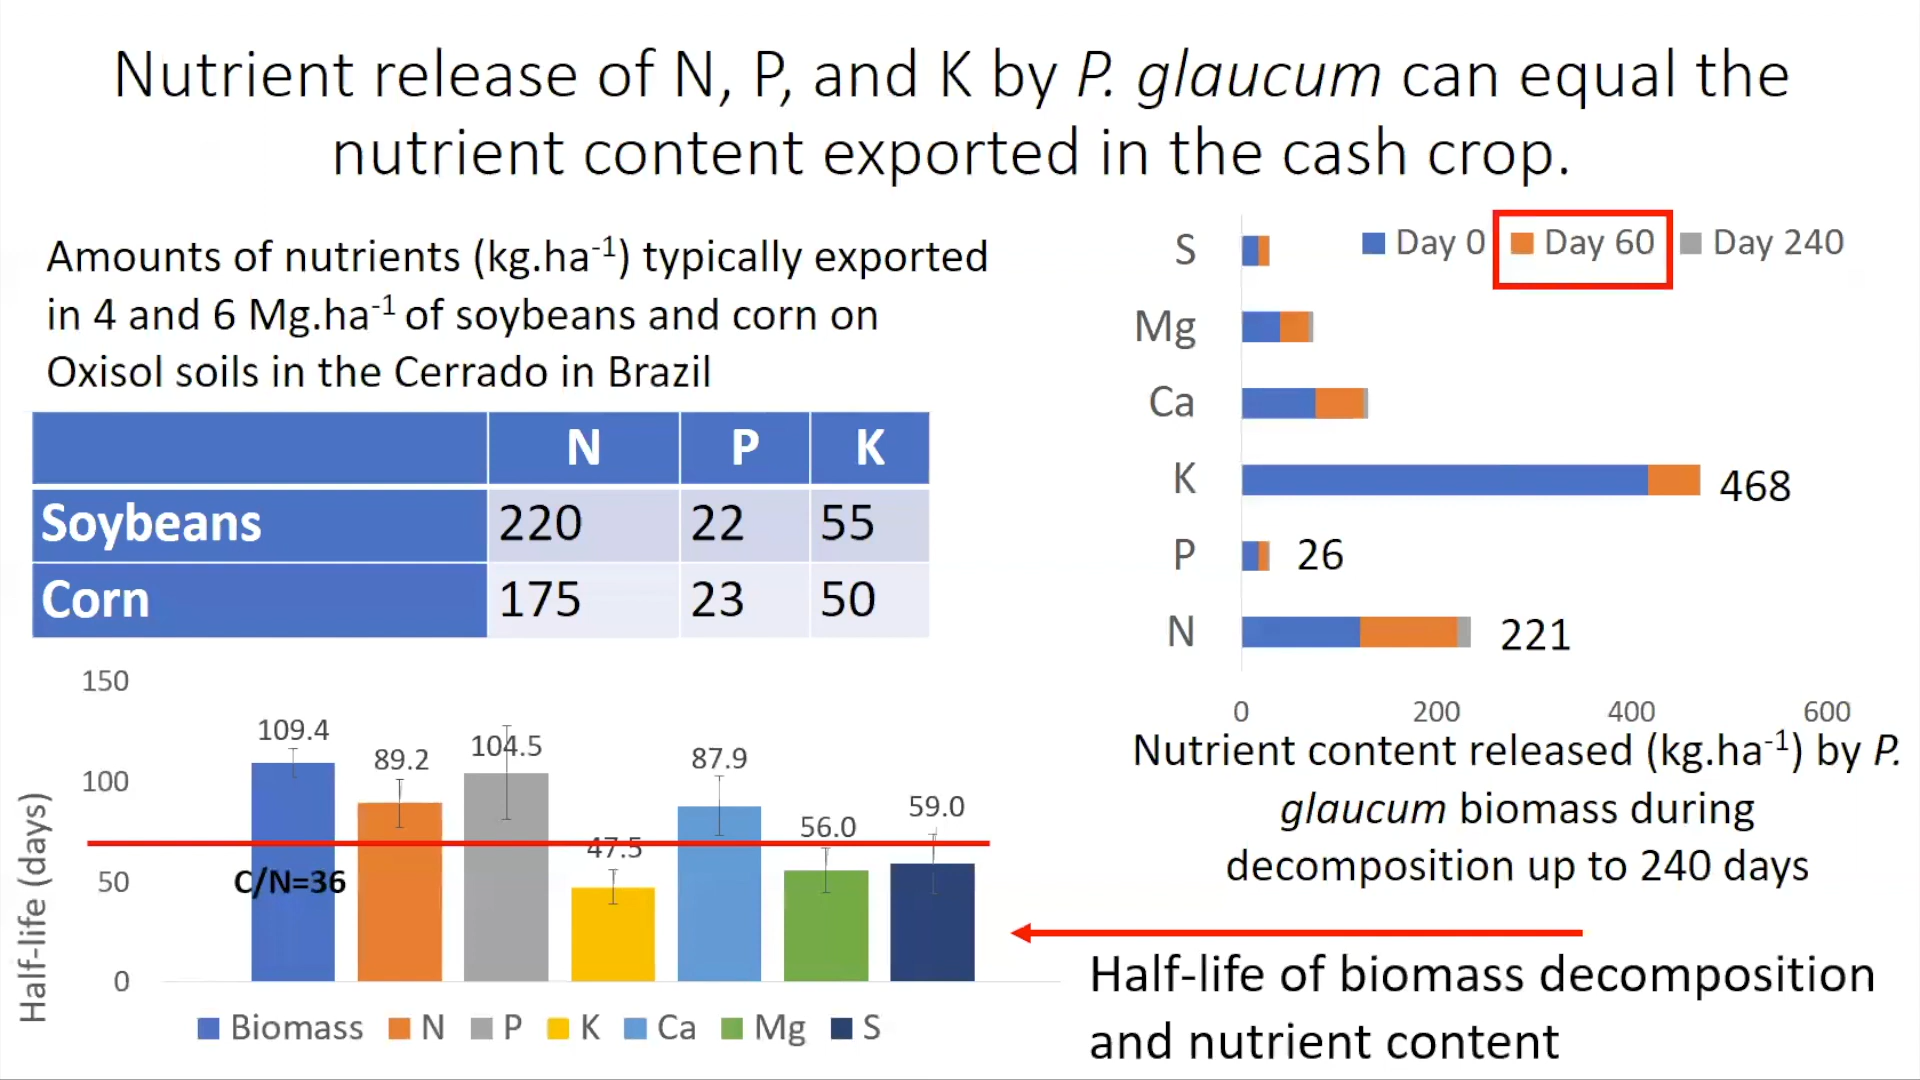 Nutrient release of N, P, and K by P. glaucum can equal the
nutrient content exported in the cash crop.
Amounts of nutrients (kg.ha-1) typically exported
in 4 and 6 Mg.ha-1 of soybeans and corn on
Oxisol soils in the Cerrado in Brazil
N P K
Soybeans 220 22 55
Corn 175 23 50
Day 0 Day 60 Day 240
S
Mg
Ca
K 468
P 26
N 221
0 200 400 600
Nutrient content released (kg.ha-1) by P.
glaucum biomass during
decomposition up to 240 days
Half-life (days)
150
100
50
0
109.4 89.2 104.5 47.5 87.9 56.0 59.0
C/N=36
Biomass N P K Ca Mg S
Half-life of biomass decomposition
and nutrient content